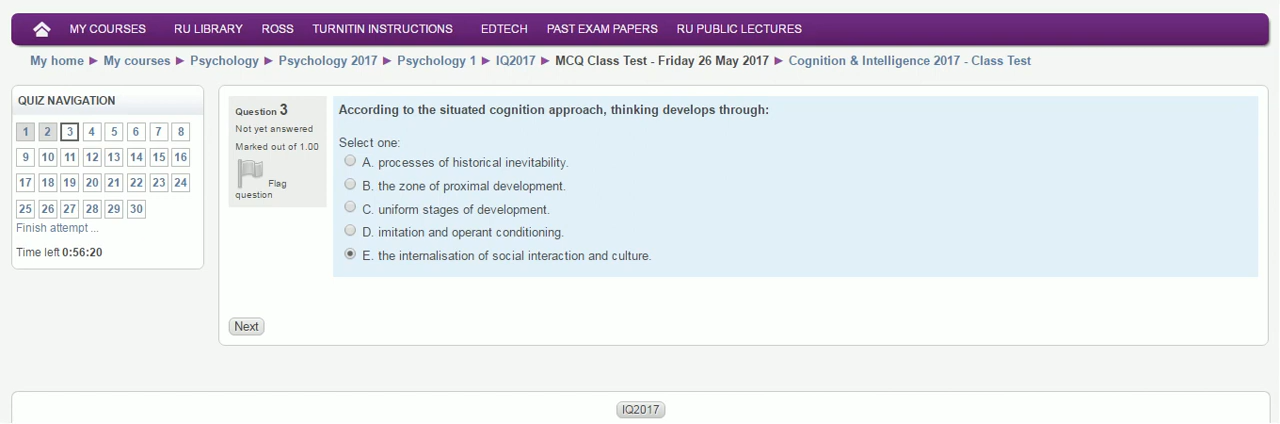 MY COURSES RU LIBRARY ROSS TURNITIN INSTRUCTIONS EDTECH PAST EXAM PAPERS RU PUBLIC LECTURES
My home ► My courses ► Psychology ► Psychology 2017 ► Psychology 1 ► IQ2017 ► MCQ Class Test - Friday 26 May 2017 ► Cognition & Intelligence 2017 - Class Test
QUIZ NAVIGATION
1 2 3 4 5 6 7 8
9 10 11 12 13 14 15 16
17 18 19 20 21 22 23 24
25 26 27 28 29 30
Finish attempt ...
Time left 0:56:20
Question 3
Not yet answered
Marked out of 1.00
Flag
question
According to the situated cognition approach, thinking develops through:
Select one:
A. processes of historical inevitability.
B. the zone of proximal development.
C. uniform stages of development.
D. imitation and operant conditioning.
E. the internalisation of social interaction and culture.
Next
IQ2017